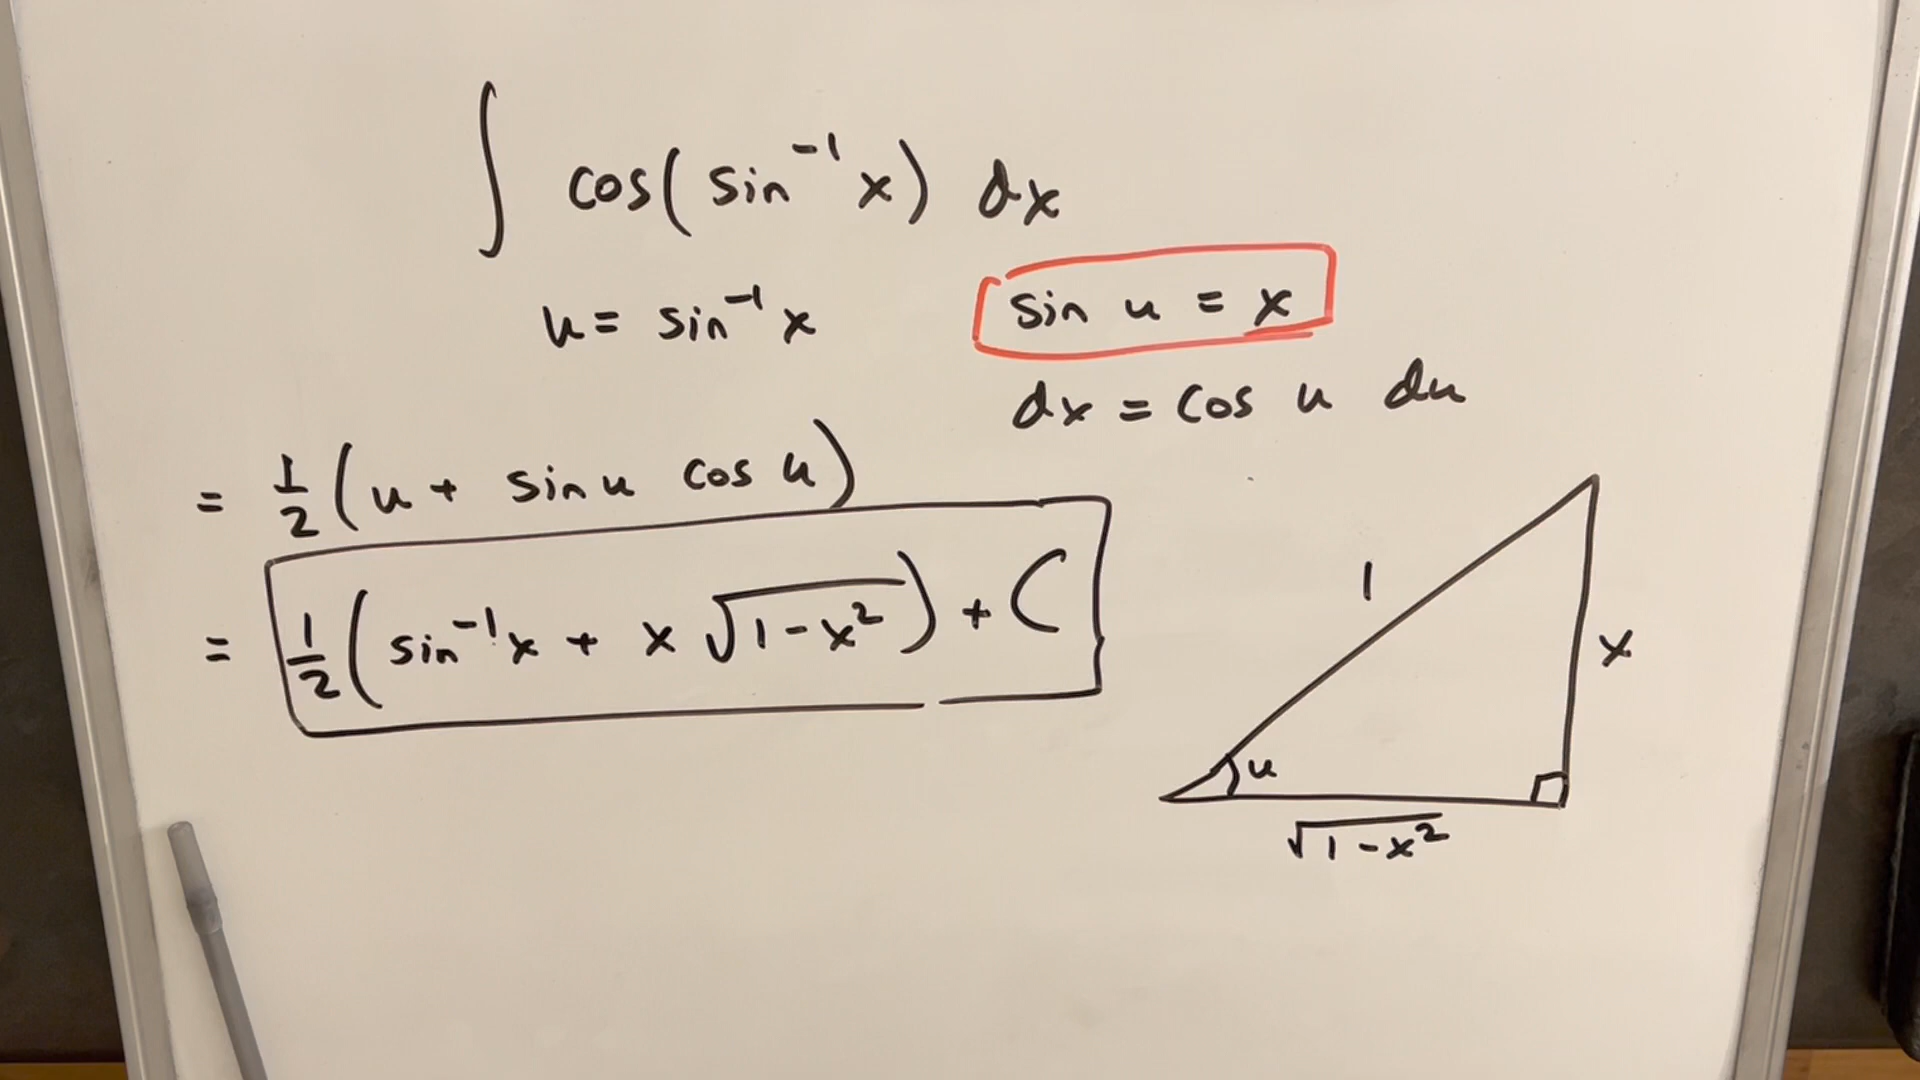 ∫ cos(sin⁻¹x) dx
u = sin⁻¹x
sin u = x
dx = cos u du
= 1/2 (u + sin u cos u)
= 1/2 (sin⁻¹x + x √(1-x²)) + C
1
x
u
√(1-x²)